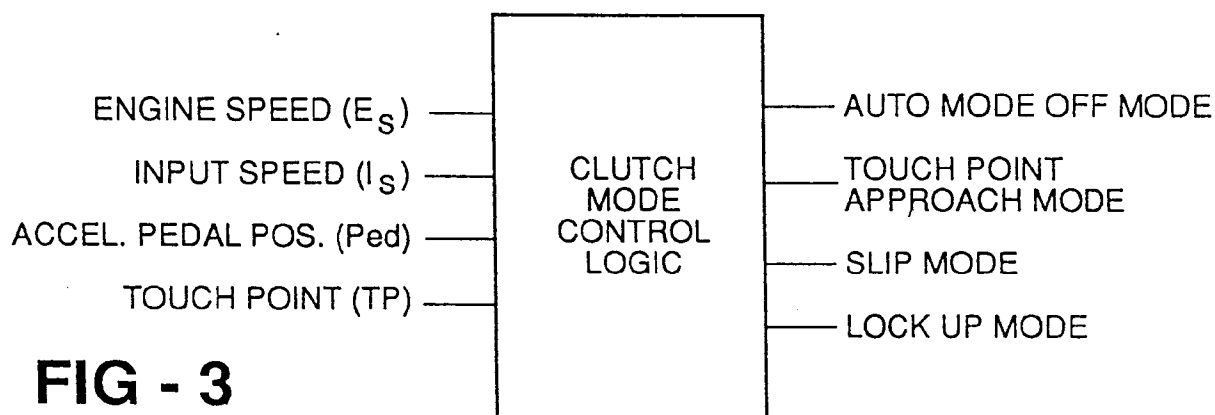 ENGINE SPEED (E_S)
INPUT SPEED (I_S)
ACCEL. PEDAL POS. (Ped)
TOUCH POINT (TP)
CLUTCH
MODE
CONTROL
LOGIC
AUTO MODE OFF MODE
TOUCH POINT
APPROACH MODE
SLIP MODE
LOCK UP MODE
FIG - 3